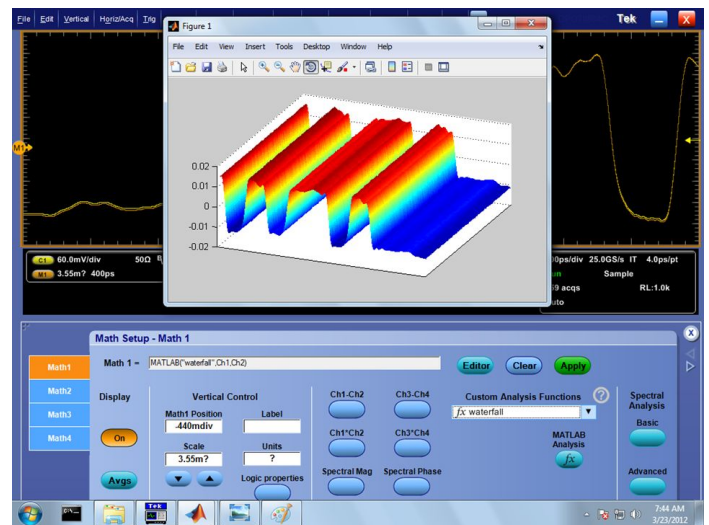 File Edit Vertical Horiz/Acq Trig
Tek
X
Figure 1
File Edit View Insert Tools Desktop Window Help
0.02
0.01
0
-0.01
-0.02
M1
C1 60.0mV/div 50Ω
M1 3.55m? 400ps
25.0GS/s IT 4.0ps/pt
Sample
acqs RL:1.0k
Math Setup - Math 1
x
Math1
Math2
Math3
Math4
Math 1 = MATLAB("waterfall",Ch1,Ch2)
Editor Clear Apply
Display
On
Avgs
Vertical Control
Math1 Position Label
-440mdiv
Scale Units
3.55m? ?
Logic properties
Ch1-Ch2 Ch3-Ch4
Ch1*Ch2 Ch3*Ch4
Spectral Mag Spectral Phase
Custom Analysis Functions ?
fx waterfall
MATLAB
Analysis
fx
Spectral
Analysis
Basic
Advanced
C:\.
Tek
7:44 AM
3/23/2012